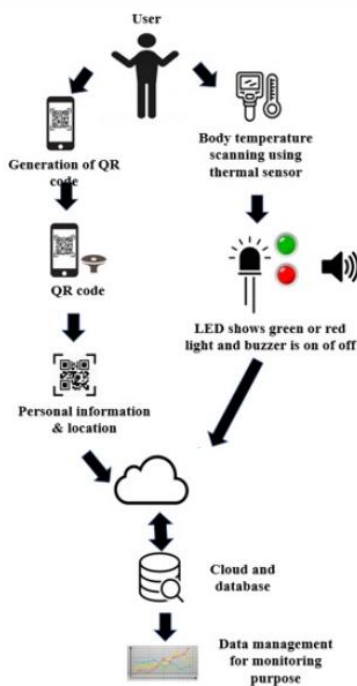 User
Generation of QR
code
Body temperature
scanning using
thermal sensor
QR code
LED shows green or red
light and buzzer is on of off
Personal information
& location
Cloud and
database
Data management
for monitoring
purpose